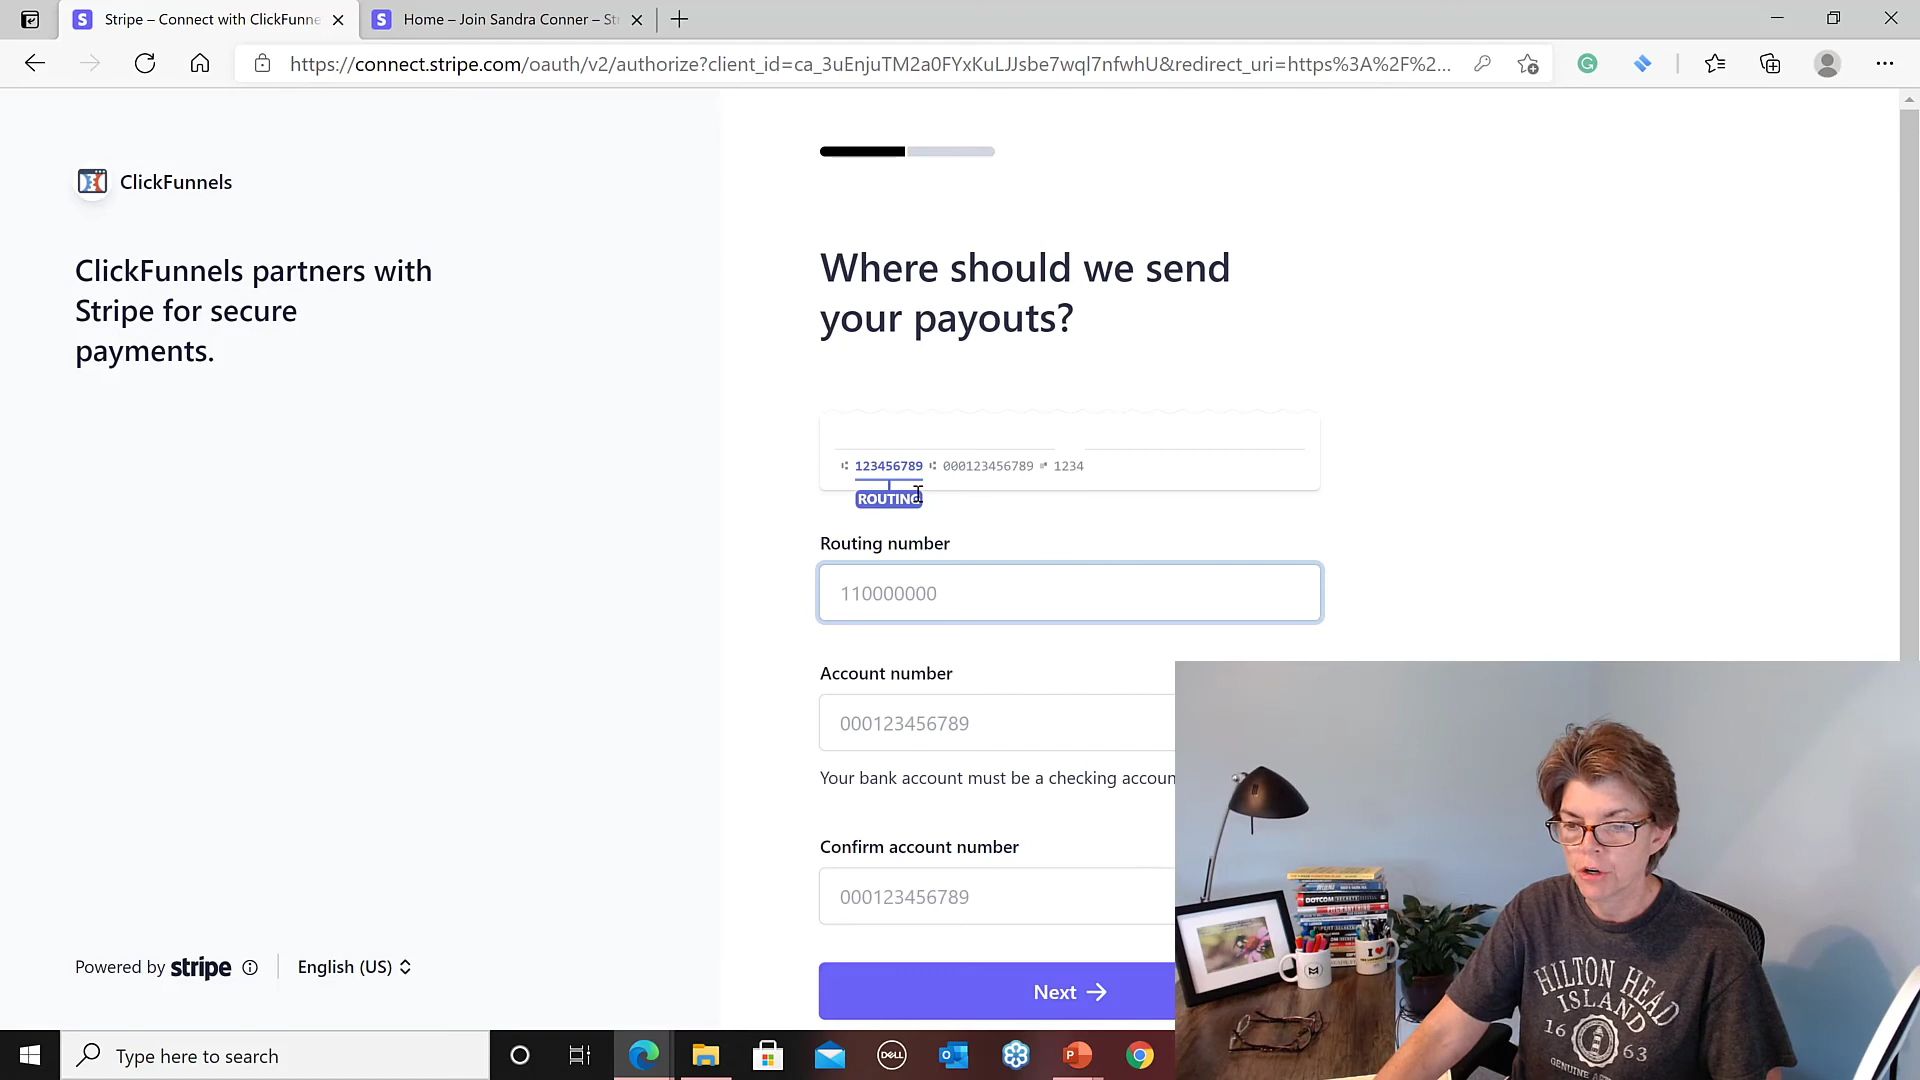 Stripe – Connect with ClickFunne
Home – Join Sandra Conner – St
https://connect.stripe.com/oauth/v2/authorize?client_id=ca_3uEnjuTM2a0FYxKuLJJsbe7wql7nfwhU&redirect_uri=https%3A%2F%2...
ClickFunnels
ClickFunnels partners with
Stripe for secure
payments.
Where should we send
your payouts?
⑆ 123456789 ⑆ 000123456789 ⑈ 1234
ROUTING
Routing number
110000000
Account number
000123456789
Your bank account must be a checking accoun
Confirm account number
000123456789
Next →
Powered by stripe
English (US)
DOTCOM
HILTON HEAD
ISLAND
16 63
GENUINE
Type here to search
DELL